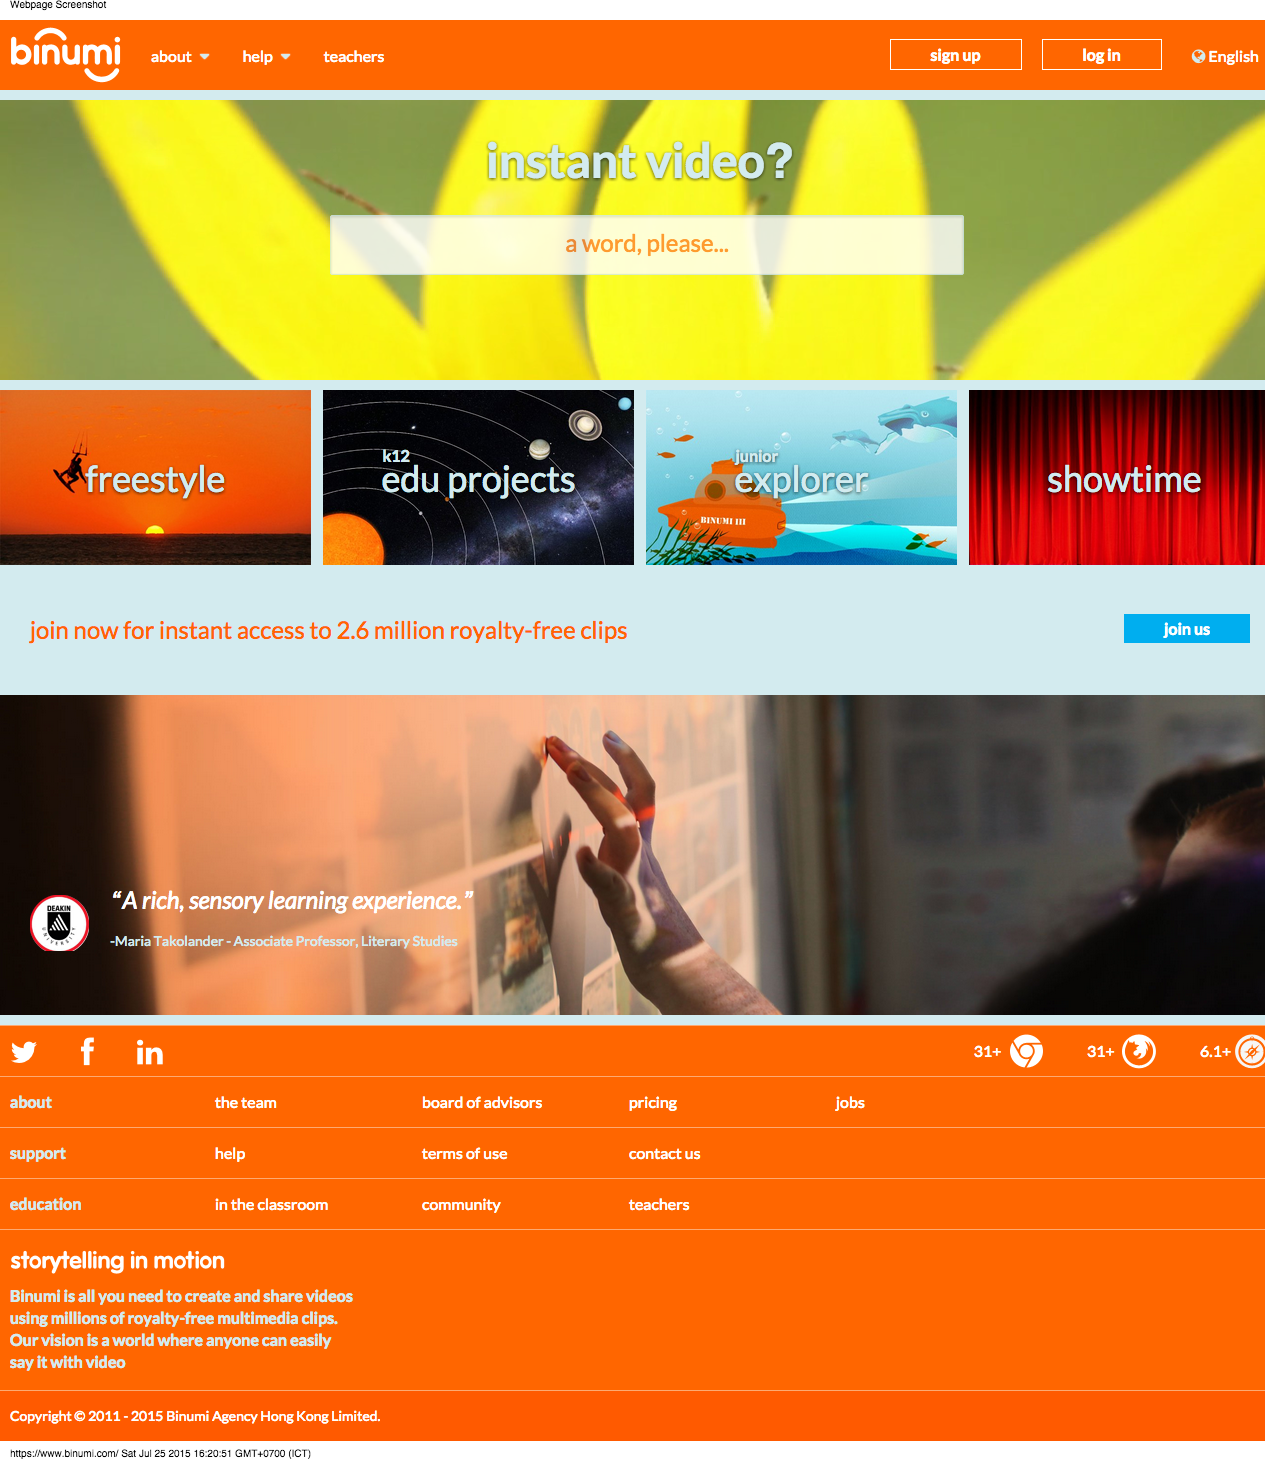 Webpage Screenshot
binumi
about
help
teachers
sign up
log in
English
instant video?
a word, please...
freestyle
k12
edu projects
junior
explorer
BINUMI III
showtime
join now for instant access to 2.6 million royalty-free clips
join us
“A rich, sensory learning experience.”
DEAKIN
UNIVERSITY
-Maria Takolander - Associate Professor, Literary Studies
31+
31+
6.1+
about the team board of advisors pricing jobs
support help terms of use contact us
education in the classroom community teachers
storytelling in motion
Binumi is all you need to create and share videos
using millions of royalty-free multimedia clips.
Our vision is a world where anyone can easily
say it with video
Copyright © 2011 - 2015 Binumi Agency Hong Kong Limited.
https://www.binumi.com/ Sat Jul 25 2015 16:20:51 GMT+0700 (ICT)